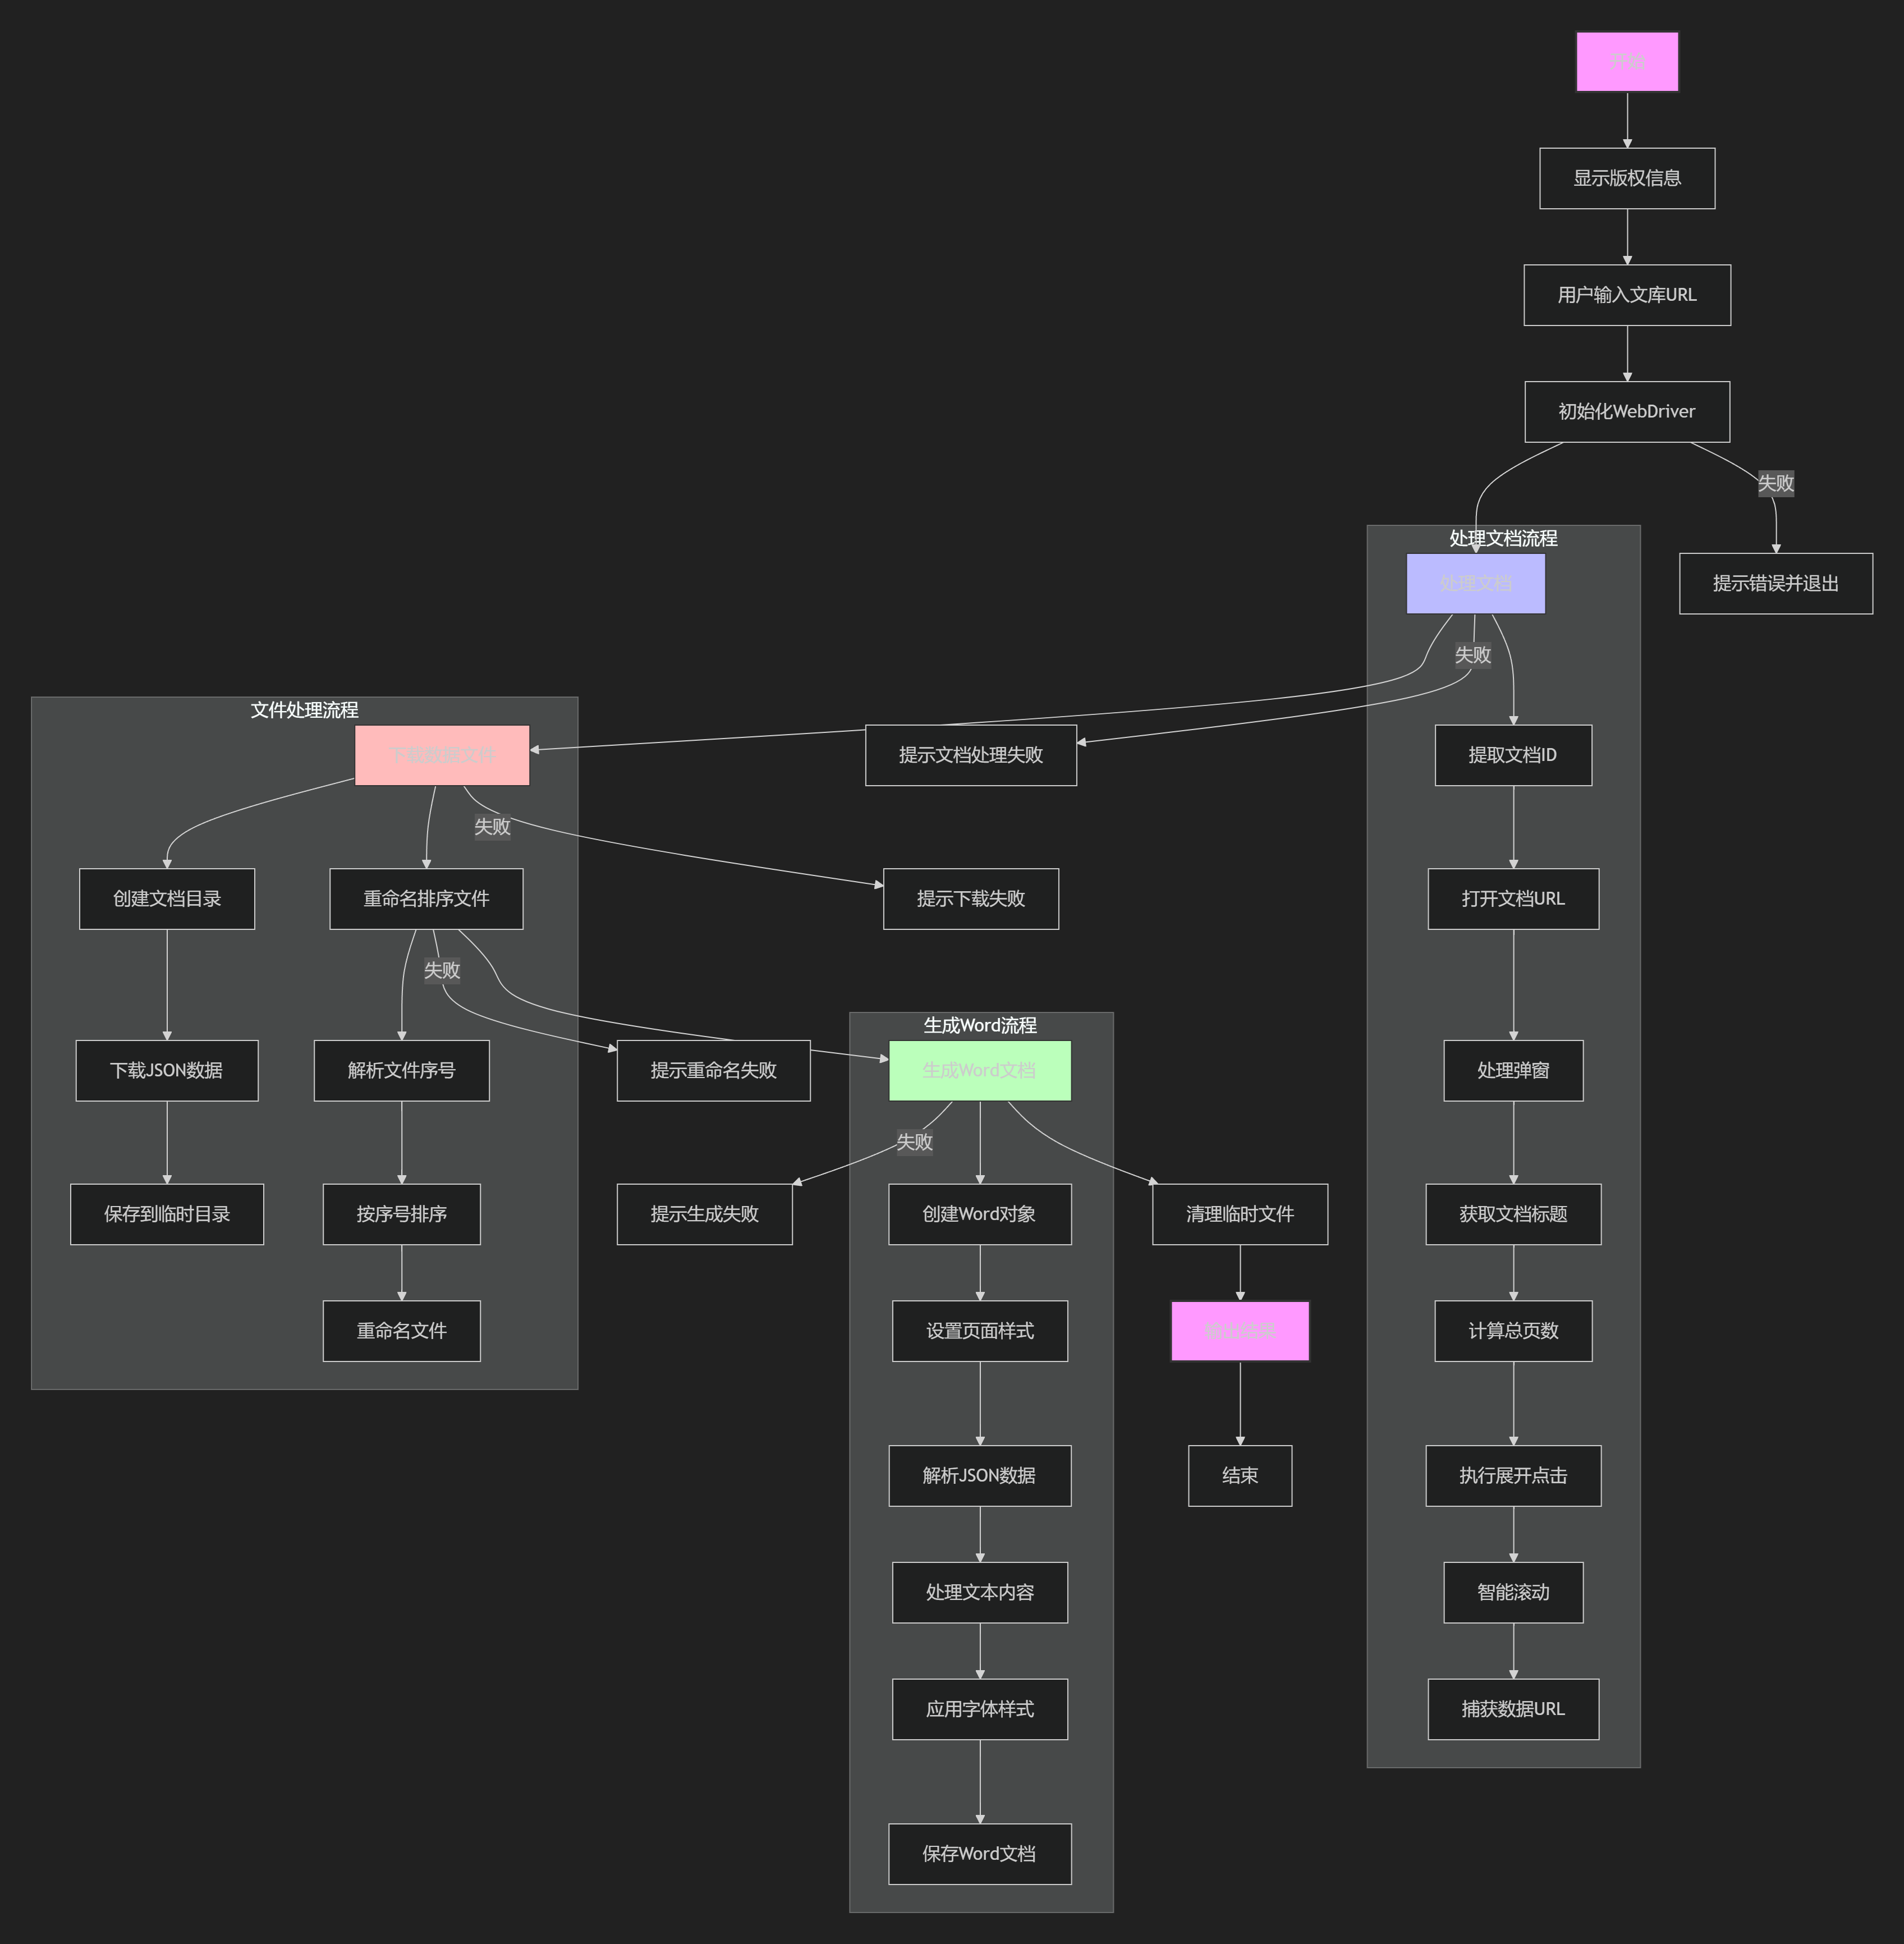 开始
显示版权信息
用户输入文库URL
初始化WebDriver
失败
处理文档流程
处理文档
提示错误并退出
失败
文件处理流程
下载数据文件
提示文档处理失败
提取文档ID
失败
创建文档目录
重命名排序文件
提示下载失败
打开文档URL
失败
生成Word流程
下载JSON数据
解析文件序号
提示重命名失败
生成Word文档
处理弹窗
失败
保存到临时目录
按序号排序
提示生成失败
创建Word对象
清理临时文件
获取文档标题
重命名文件
设置页面样式
输出结果
计算总页数
解析JSON数据
结束
执行展开点击
处理文本内容
智能滚动
应用字体样式
捕获数据URL
保存Word文档